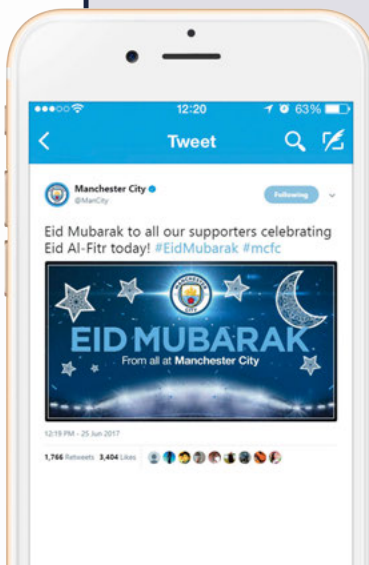 12:20
63%
Tweet
Manchester City
@ManCity
Following
Eid Mubarak to all our supporters celebrating
Eid Al-Fitr today! #EidMubarak #mcfc
MANCHESTER
CITY
EID MUBARAK
From all at Manchester City
12:19 PM - 25 Jun 2017
1,766 Retweets 3,404 Likes